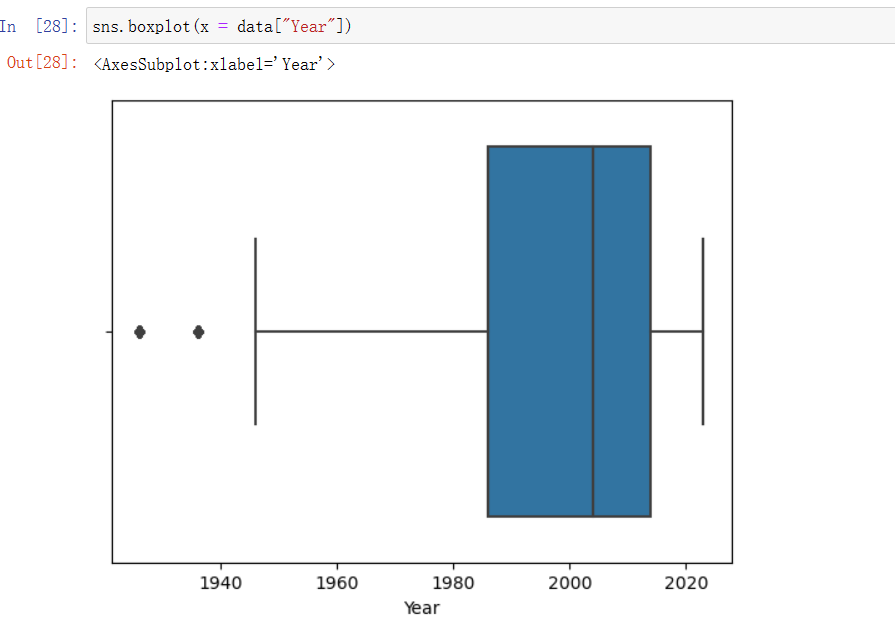 In [28]: sns.boxplot(x = data["Year"])
Out[28]: <AxesSubplot:xlabel='Year'>
1940 1960 1980 2000 2020
Year